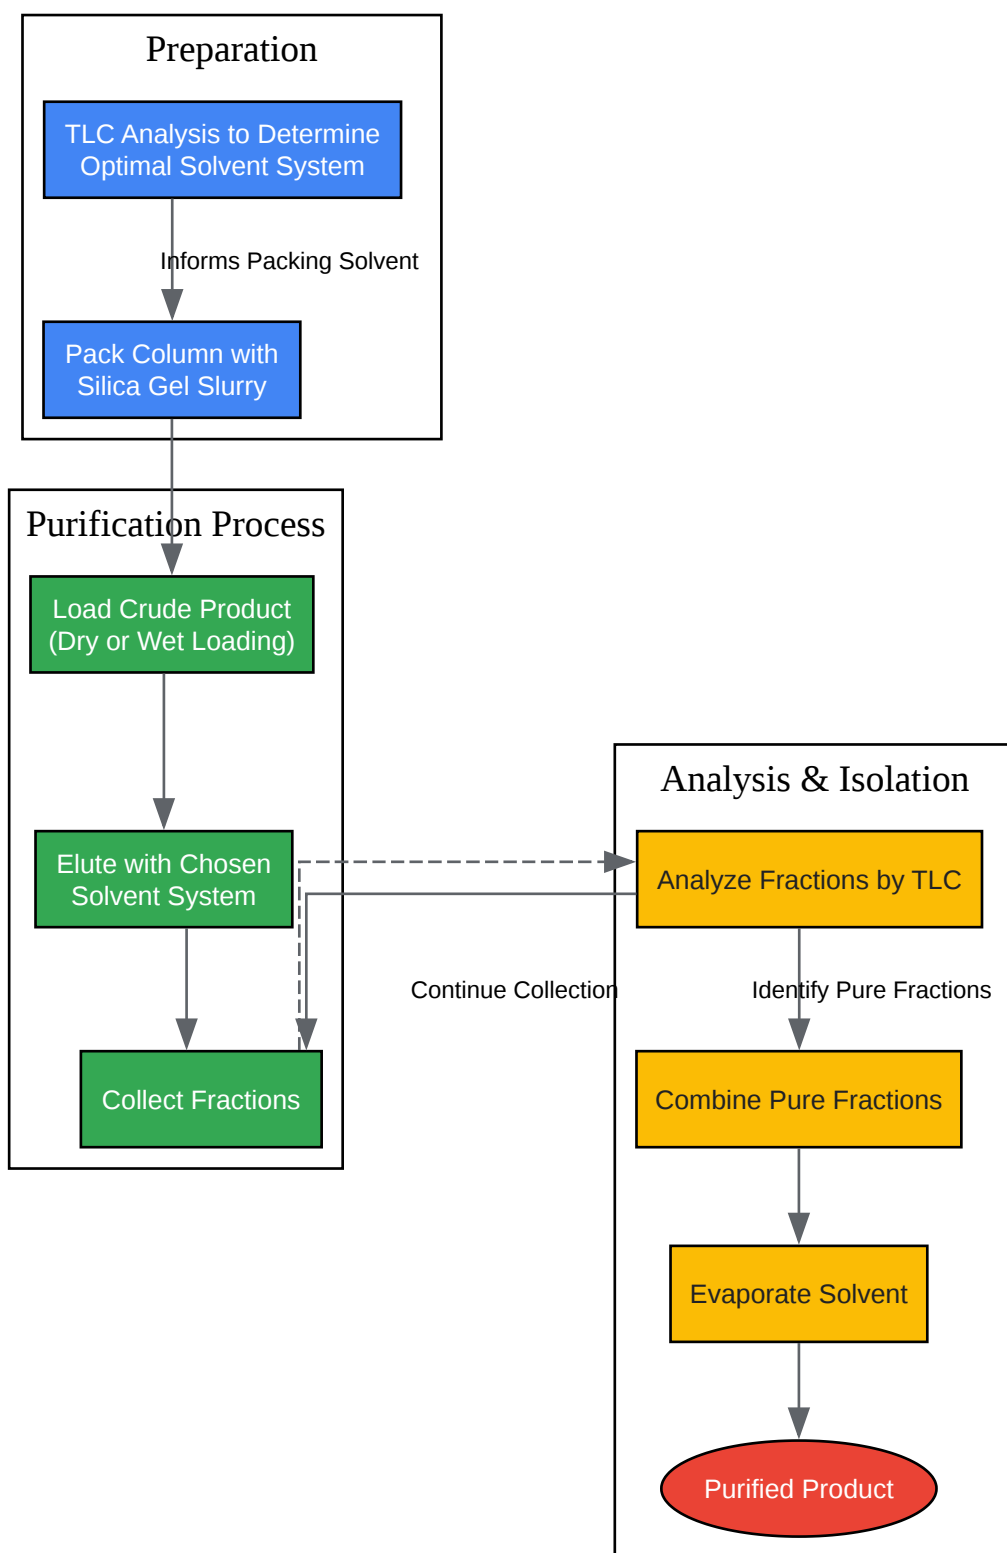 Preparation
TLC Analysis to Determine
Optimal Solvent System
Informs Packing Solvent
Pack Column with
Silica Gel Slurry
Purification Process
Load Crude Product
(Dry or Wet Loading)
Elute with Chosen
Solvent System
Collect Fractions
Continue Collection
Analysis & Isolation
Analyze Fractions by TLC
Identify Pure Fractions
Combine Pure Fractions
Evaporate Solvent
Purified Product